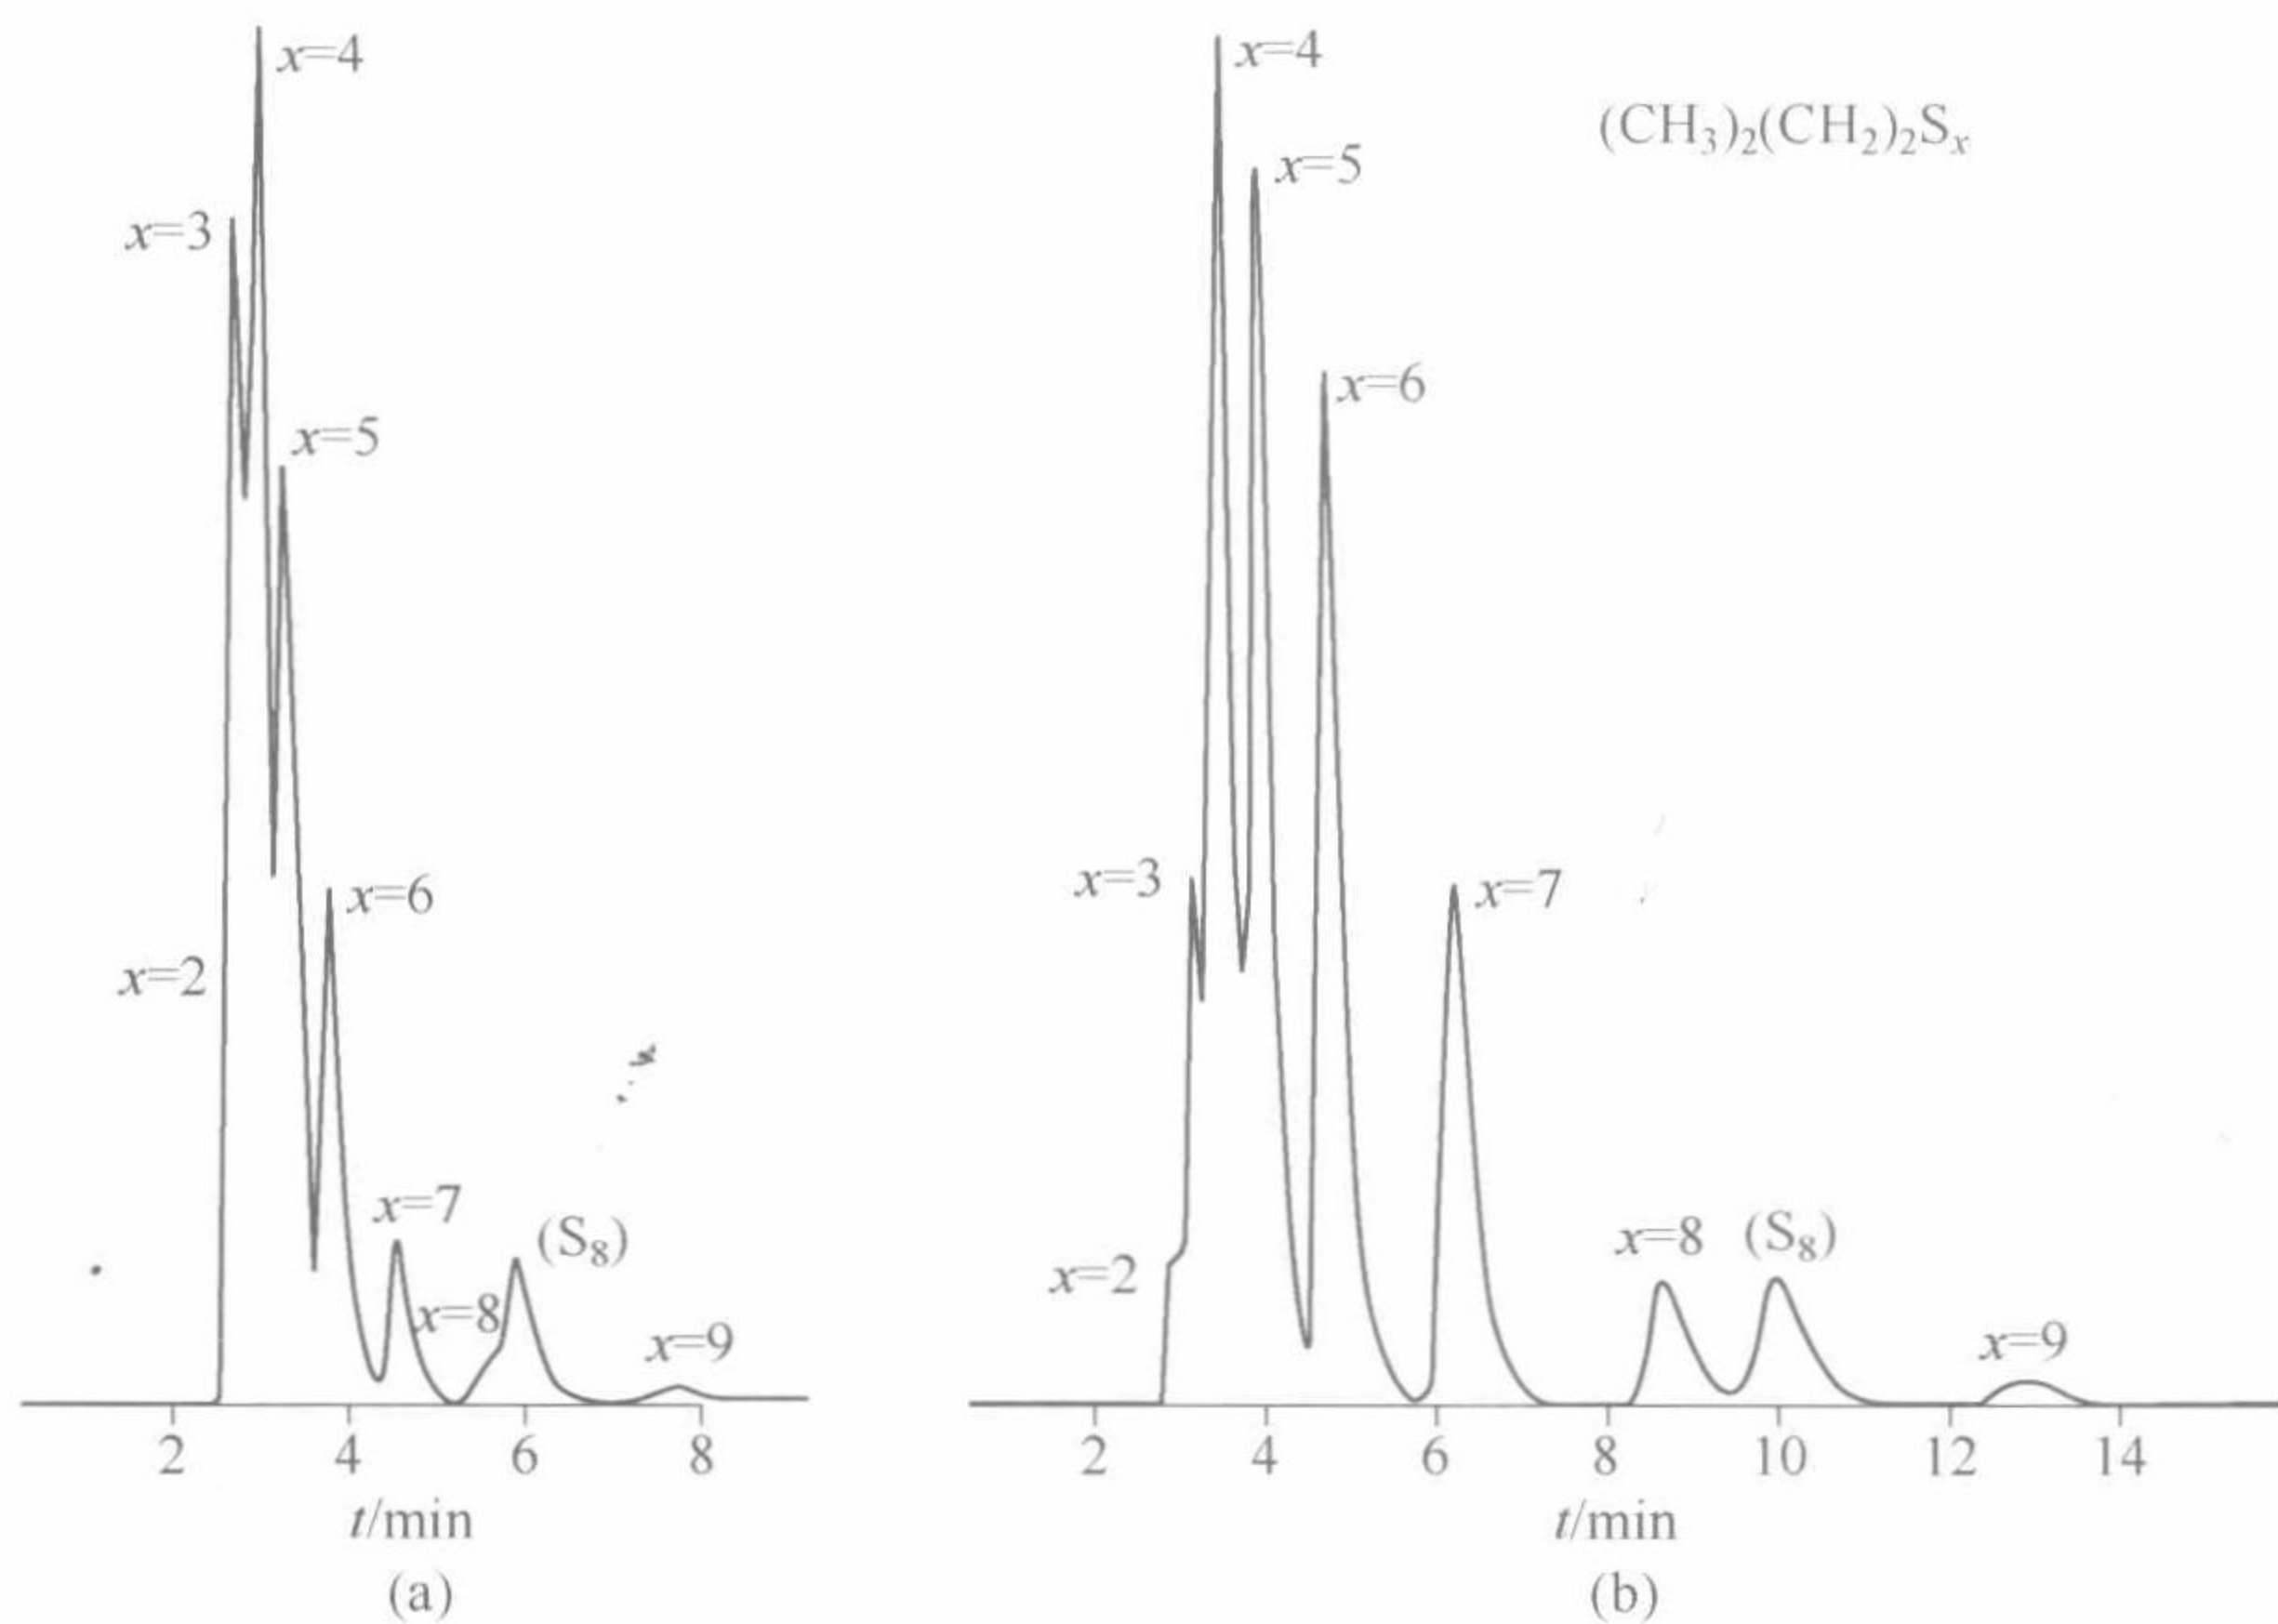 x=4
x=3
x=5
x=2
x=6
x=7
x=8
(S₈)
x=9
2 4 6 8
t/min
(a)
x=4
(CH₃)₂(CH₂)₂Sₓ
x=5
x=6
x=3
x=7
x=2
x=8
(S₈)
x=9
2 4 6 8 10 12 14
t/min
(b)